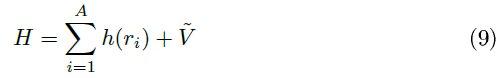 H = \sum_{i=1}^{A} h(r_i) + \tilde{V} (9)